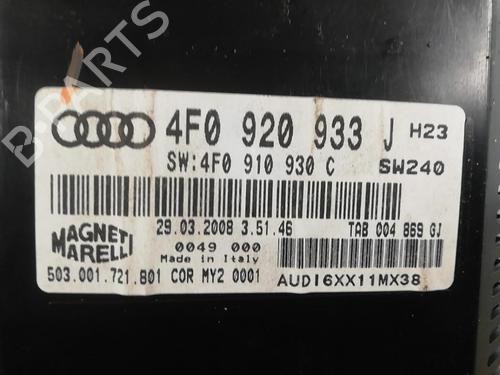 B PARTS
4F0 920 933 J H23
SW:4F0 910 930 C SW240
29.03.2008 3.51.46 TAB 004 869 GJ
MAGNETI MARELLI
0049 000
Made in Italy
503.001.721.B01 COR MY2 0001
AUDI6XX11MX38